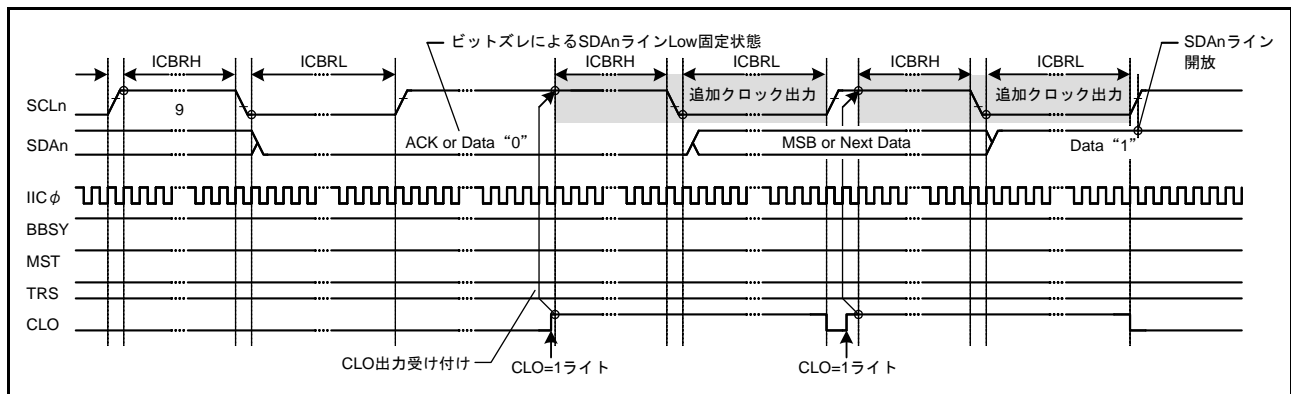 ビットズレによるSDAnラインLow固定状態
SDAnライン
開放
ICBRH
ICBRL
ICBRH
ICBRL
ICBRH
ICBRL
SCLn
9
追加クロック出力
追加クロック出力
SDAn
ACK or Data “0”
MSB or Next Data
Data “1”
IICφ
BBSY
MST
TRS
CLO
CLO出力受け付け
CLO=1ライト
CLO=1ライト